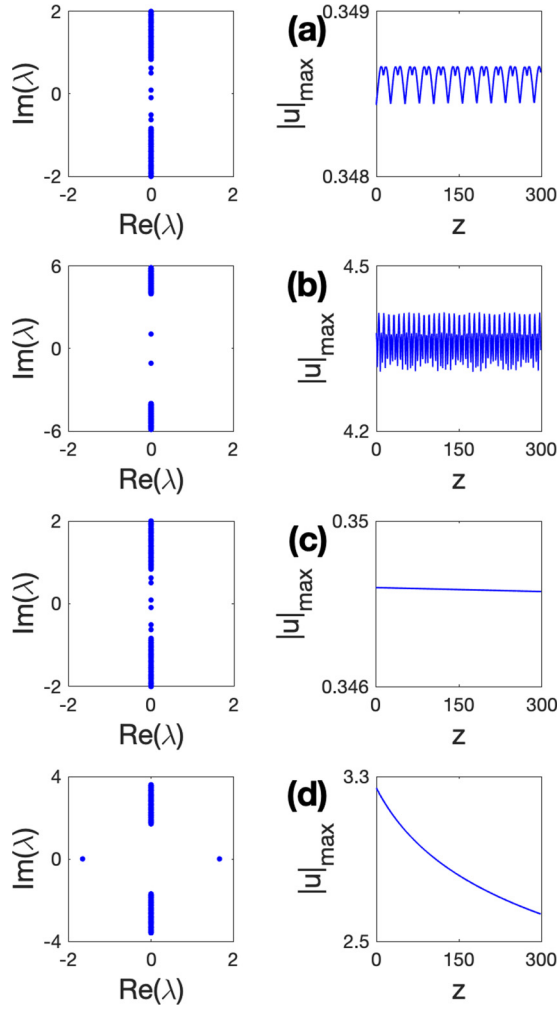 2
0
-2
Im(λ)
-2 0 2
Re(λ)
(a)
0.349
0.348
|u|max
0 150 300
z
6
0
-6
Im(λ)
-2 0 2
Re(λ)
(b)
4.5
4.2
|u|max
0 150 300
z
2
0
-2
Im(λ)
-2 0 2
Re(λ)
(c)
0.35
0.346
|u|max
0 150 300
z
4
0
-4
Im(λ)
-2 0 2
Re(λ)
(d)
3.3
2.5
|u|max
0 150 300
z